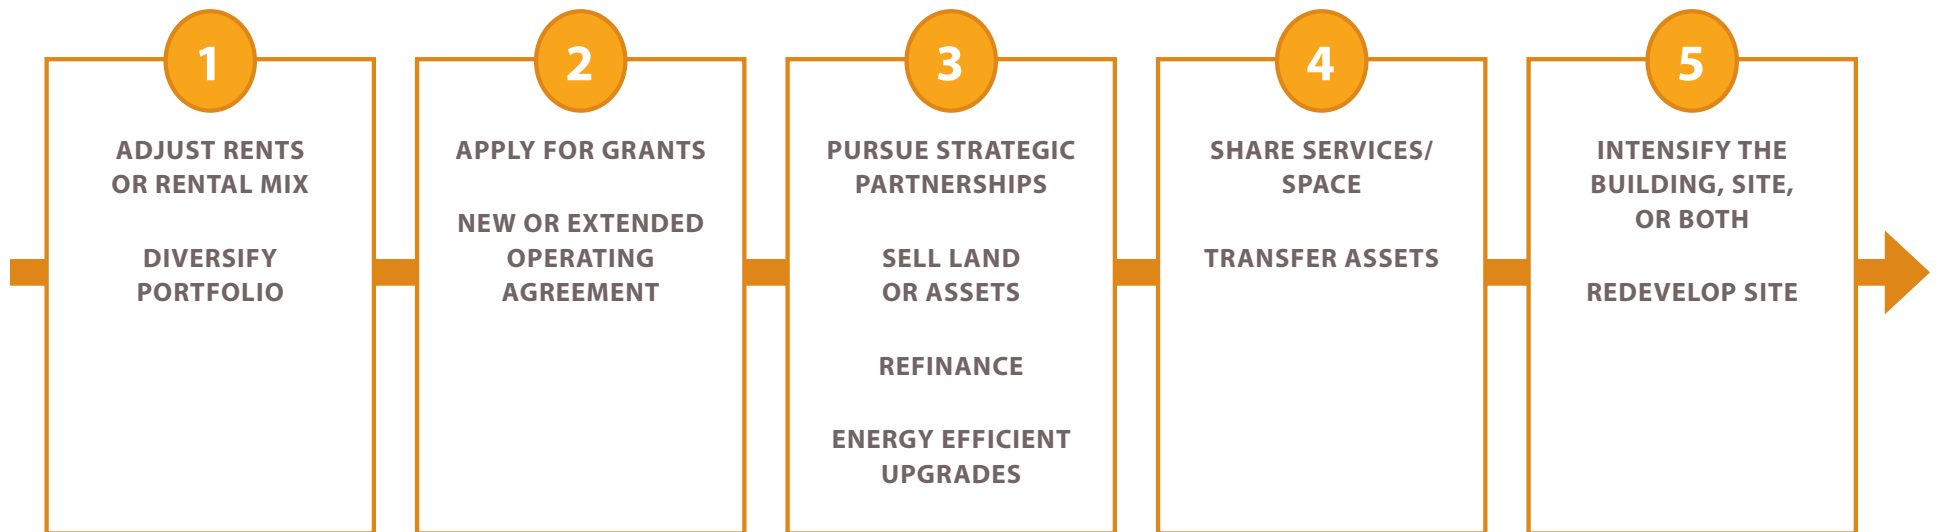 1
ADJUST RENTS
OR RENTAL MIX
DIVERSIFY
PORTFOLIO
2
APPLY FOR GRANTS
NEW OR EXTENDED
OPERATING
AGREEMENT
3
PURSUE STRATEGIC
PARTNERSHIPS
SELL LAND
OR ASSETS
REFINANCE
ENERGY EFFICIENT
UPGRADES
4
SHARE SERVICES/
SPACE
TRANSFER ASSETS
5
INTENSIFY THE
BUILDING, SITE,
OR BOTH
REDEVELOP SITE